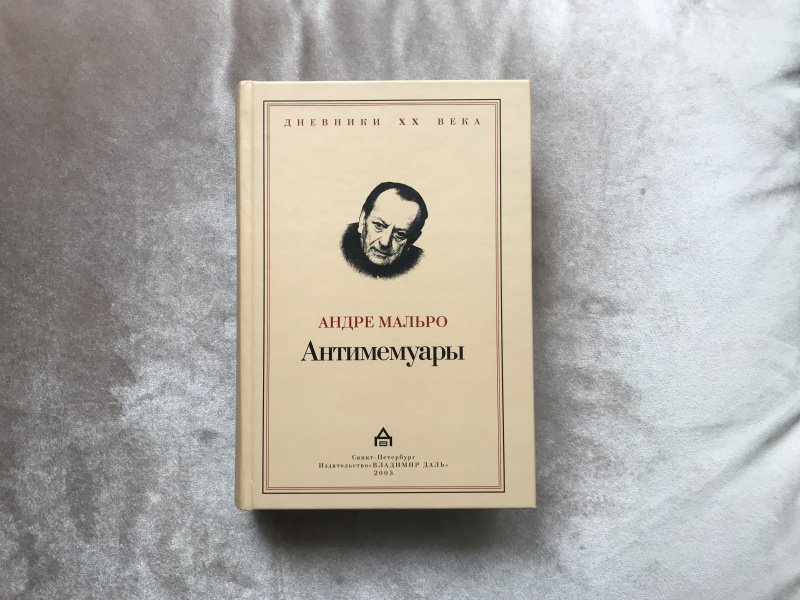 ДНЕВНИКИ XX ВЕКА
АНДРЕ МАЛЬРО
Антимемуары
Санкт-Петербург
Издательство «ВЛАДИМИР ДАЛЬ»
2005